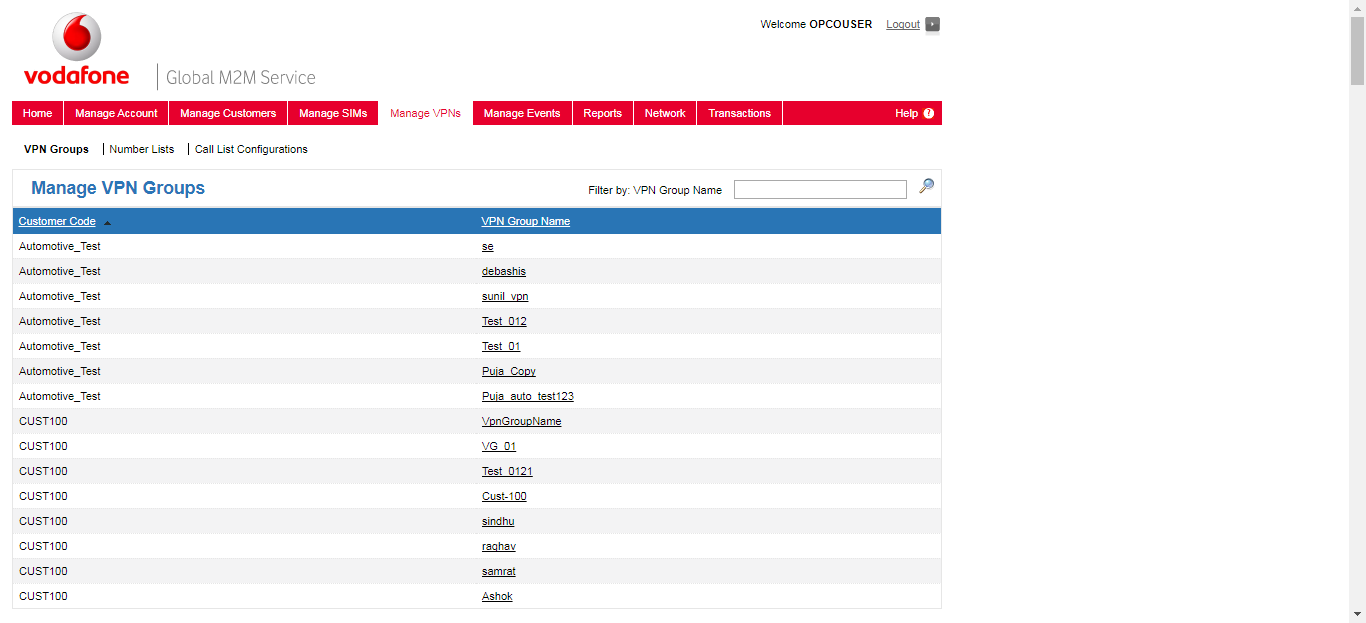 Welcome OPCOUSER Logout
vodafone Global M2M Service
Home Manage Account Manage Customers Manage SIMs Manage VPNs Manage Events Reports Network Transactions Help ?
VPN Groups Number Lists Call List Configurations
Manage VPN Groups Filter by: VPN Group Name
Customer Code VPN Group Name
Automotive_Test se
Automotive_Test debashis
Automotive_Test sunil_vpn
Automotive_Test Test_012
Automotive_Test Test_01
Automotive_Test Puja_Copy
Automotive_Test Puja_auto_test123
CUST100 VpnGroupName
CUST100 VG_01
CUST100 Test_0121
CUST100 Cust-100
CUST100 sindhu
CUST100 raghav
CUST100 samrat
CUST100 Ashok